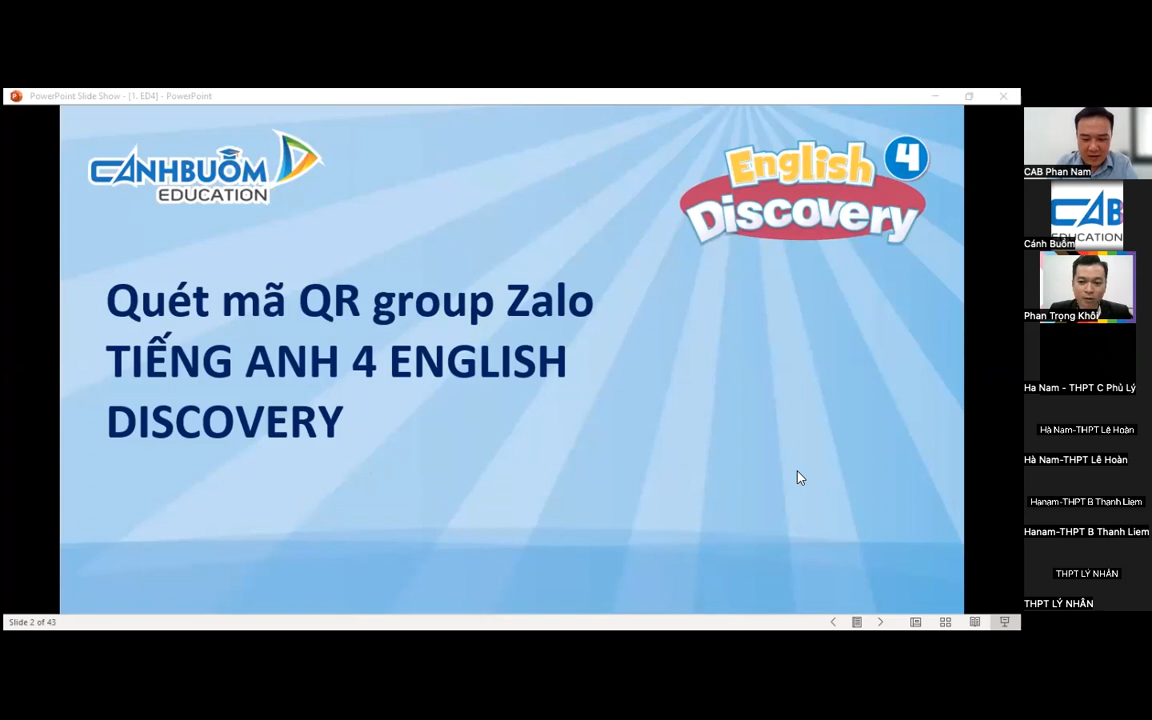 PowerPoint Slide Show - [1. ED4] - PowerPoint
CÁNHBUỒM
EDUCATION
English 4
Discovery
Quét mã QR group Zalo
TIẾNG ANH 4 ENGLISH
DISCOVERY
Slide 2 of 43
CAB Phan Nam
CAB
EDUCATION
Cánh Buồm
Phan Trọng Khôi
Ha Nam - THPT C Phủ Lý
Hà Nam-THPT Lê Hoàn
Hà Nam-THPT Lê Hoàn
Hanam-THPT B Thanh Liem
Hanam-THPT B Thanh Liem
THPT LÝ NHÂN
THPT LÝ NHÂN